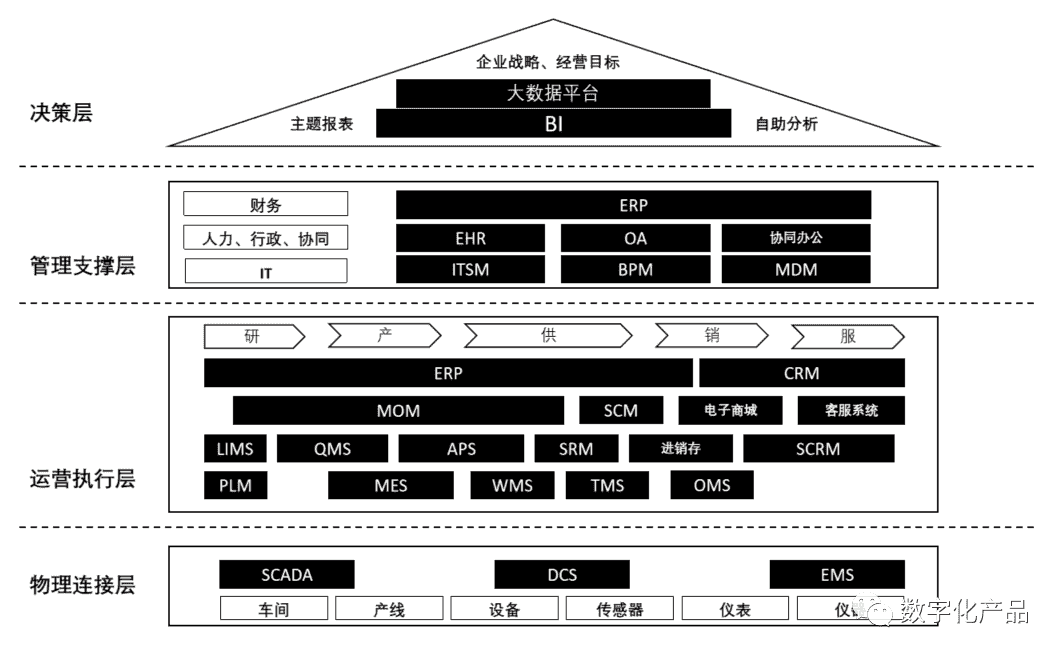 企业战略、经营目标
大数据平台
决策层
主题报表 BI 自助分析
财务 ERP
人力、行政、协同 EHR OA 协同办公
管理支撑层
IT ITSM BPM MDM
研 产 供 销 服
ERP CRM
MOM SCM 电子商城 客服系统
LIMS QMS APS SRM 进销存 SCRM
运营执行层
PLM MES WMS TMS OMS
物理连接层
SCADA DCS EMS
车间 产线 设备 传感器 仪表 仪
数字化产品